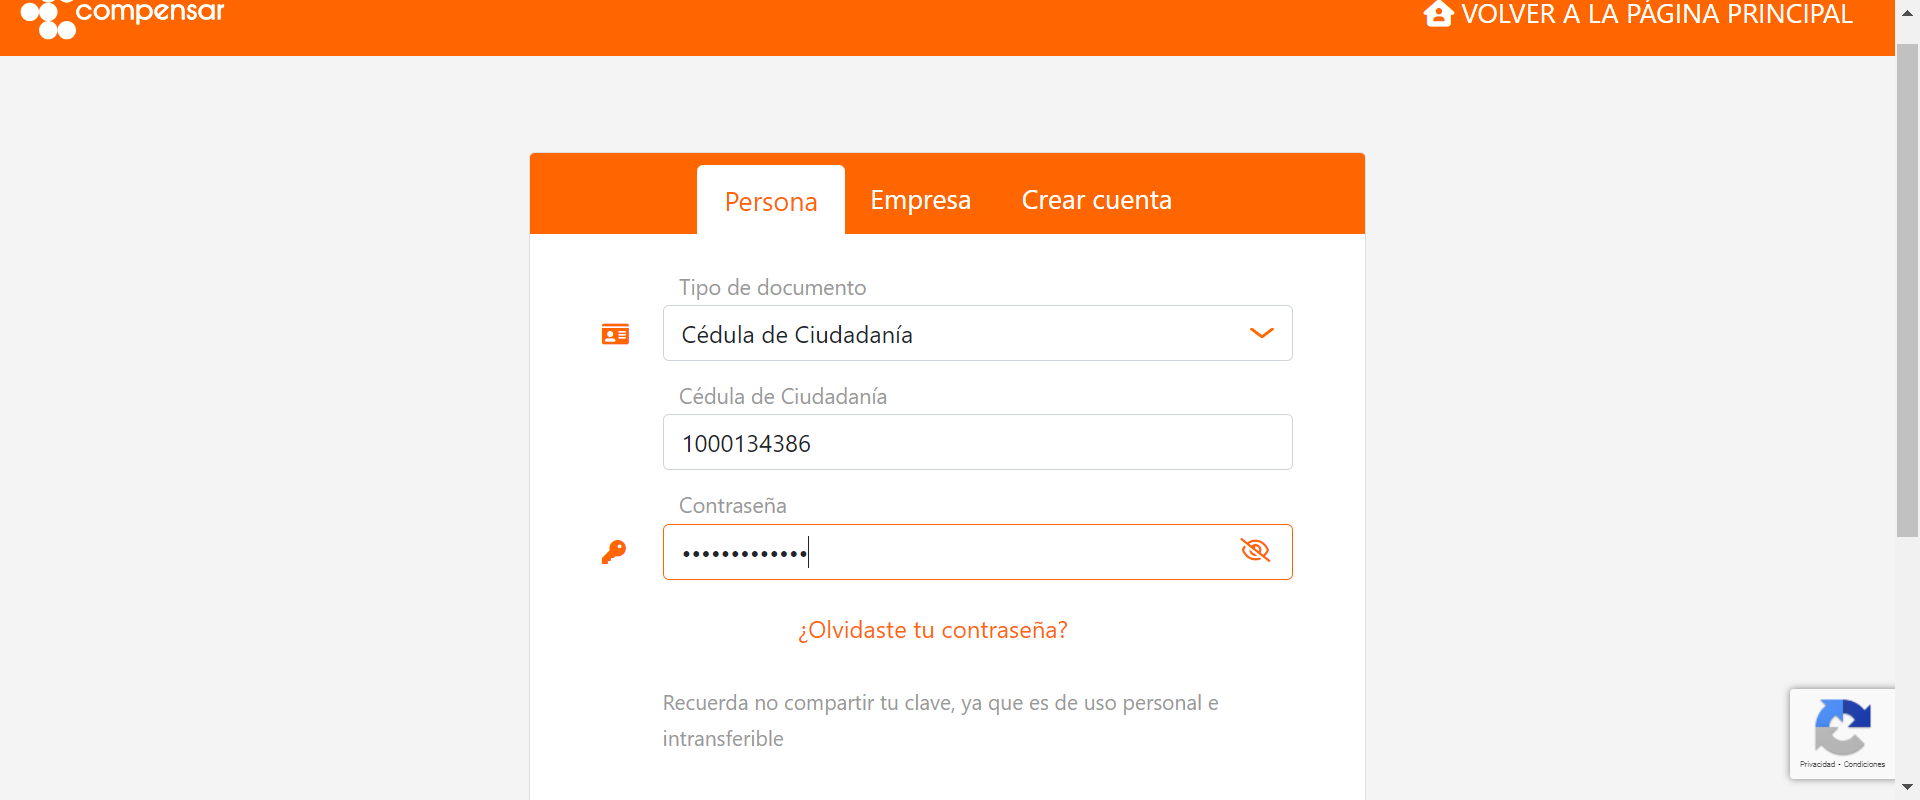 compensar
VOLVER A LA PÁGINA PRINCIPAL
Persona
Empresa
Crear cuenta
Tipo de documento
Cédula de Ciudadanía
Cédula de Ciudadanía
1000134386
Contraseña
•••••••••••••
¿Olvidaste tu contraseña?
Recuerda no compartir tu clave, ya que es de uso personal e
intransferible
Privacidad - Condiciones